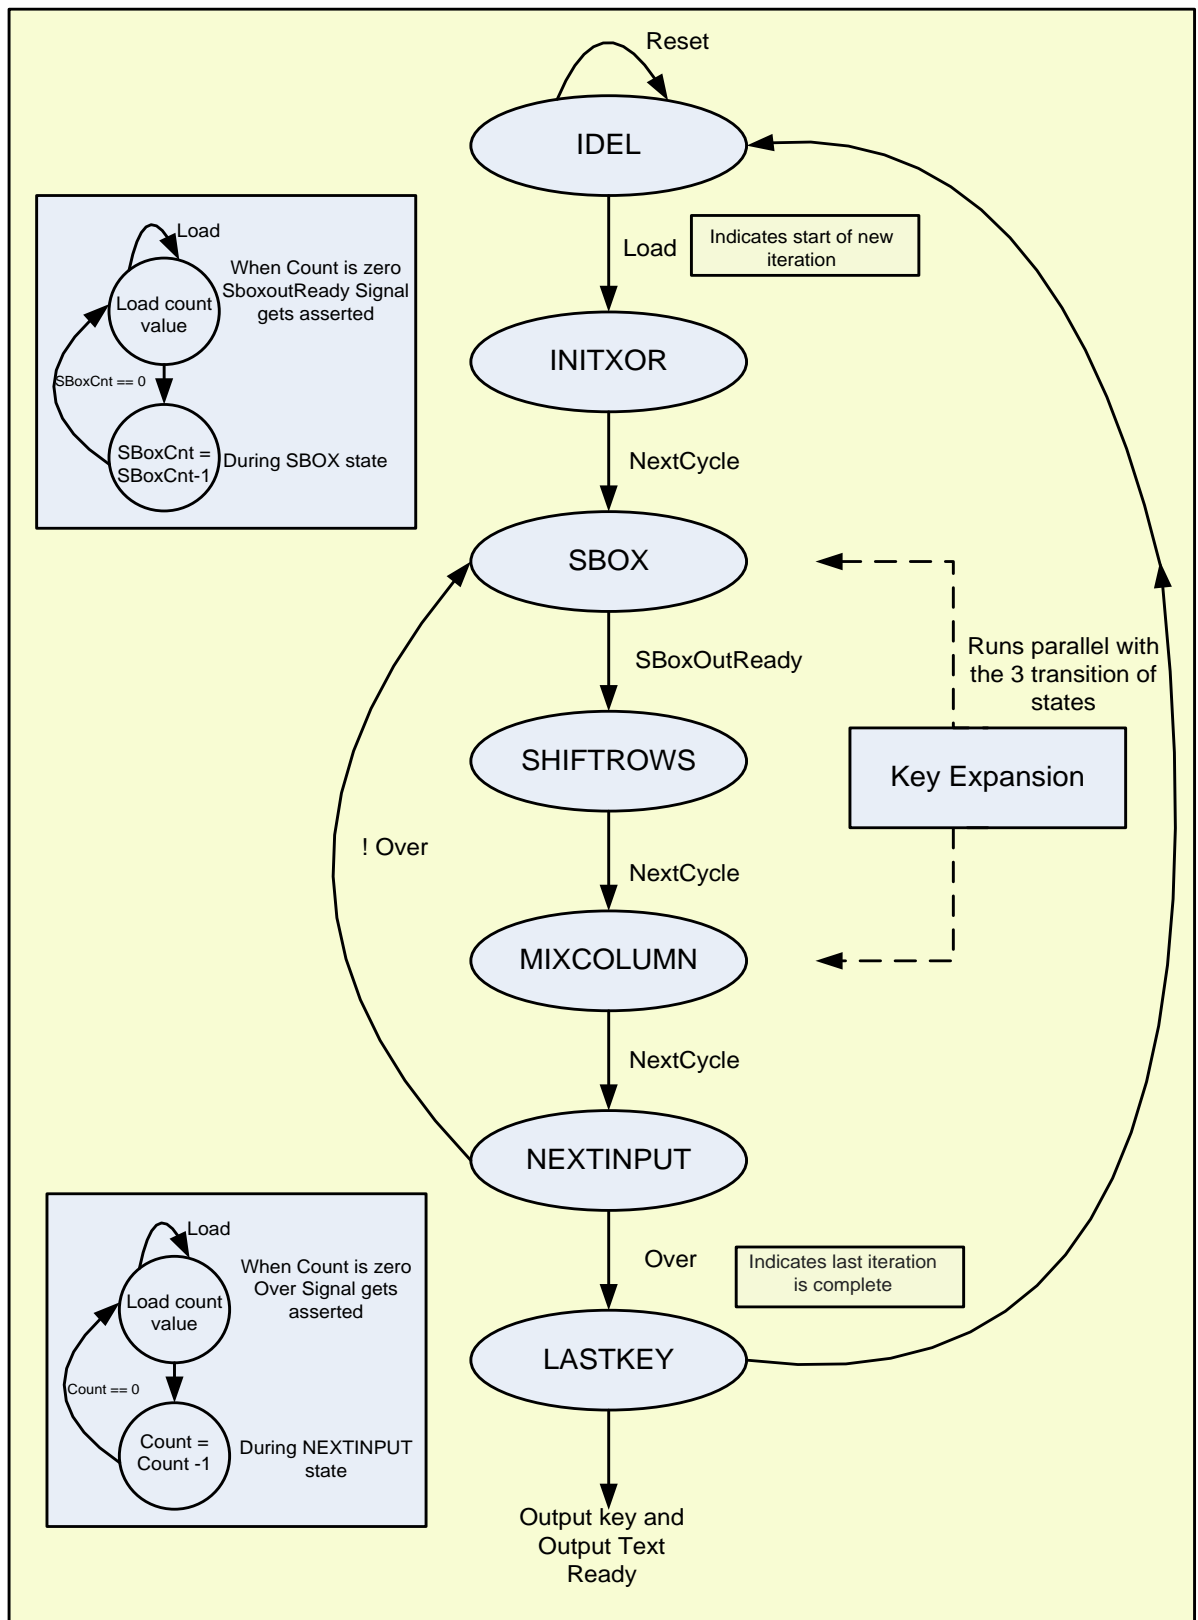 Reset
IDEL
Load
Indicates start of new
iteration
INITXOR
NextCycle
SBOX
SBoxOutReady
SHIFTROWS
NextCycle
MIXCOLUMN
NextCycle
NEXTINPUT
Over
Indicates last iteration
is complete
LASTKEY
Output key and
Output Text
Ready
! Over
Runs parallel with
the 3 transition of
states
Key Expansion
Load
When Count is zero
SboxoutReady Signal
gets asserted
Load count
value
SBoxCnt == 0
SBoxCnt =
SBoxCnt-1
During SBOX state
Load
When Count is zero
Over Signal gets
asserted
Load count
value
Count == 0
Count =
Count -1
During NEXTINPUT
state